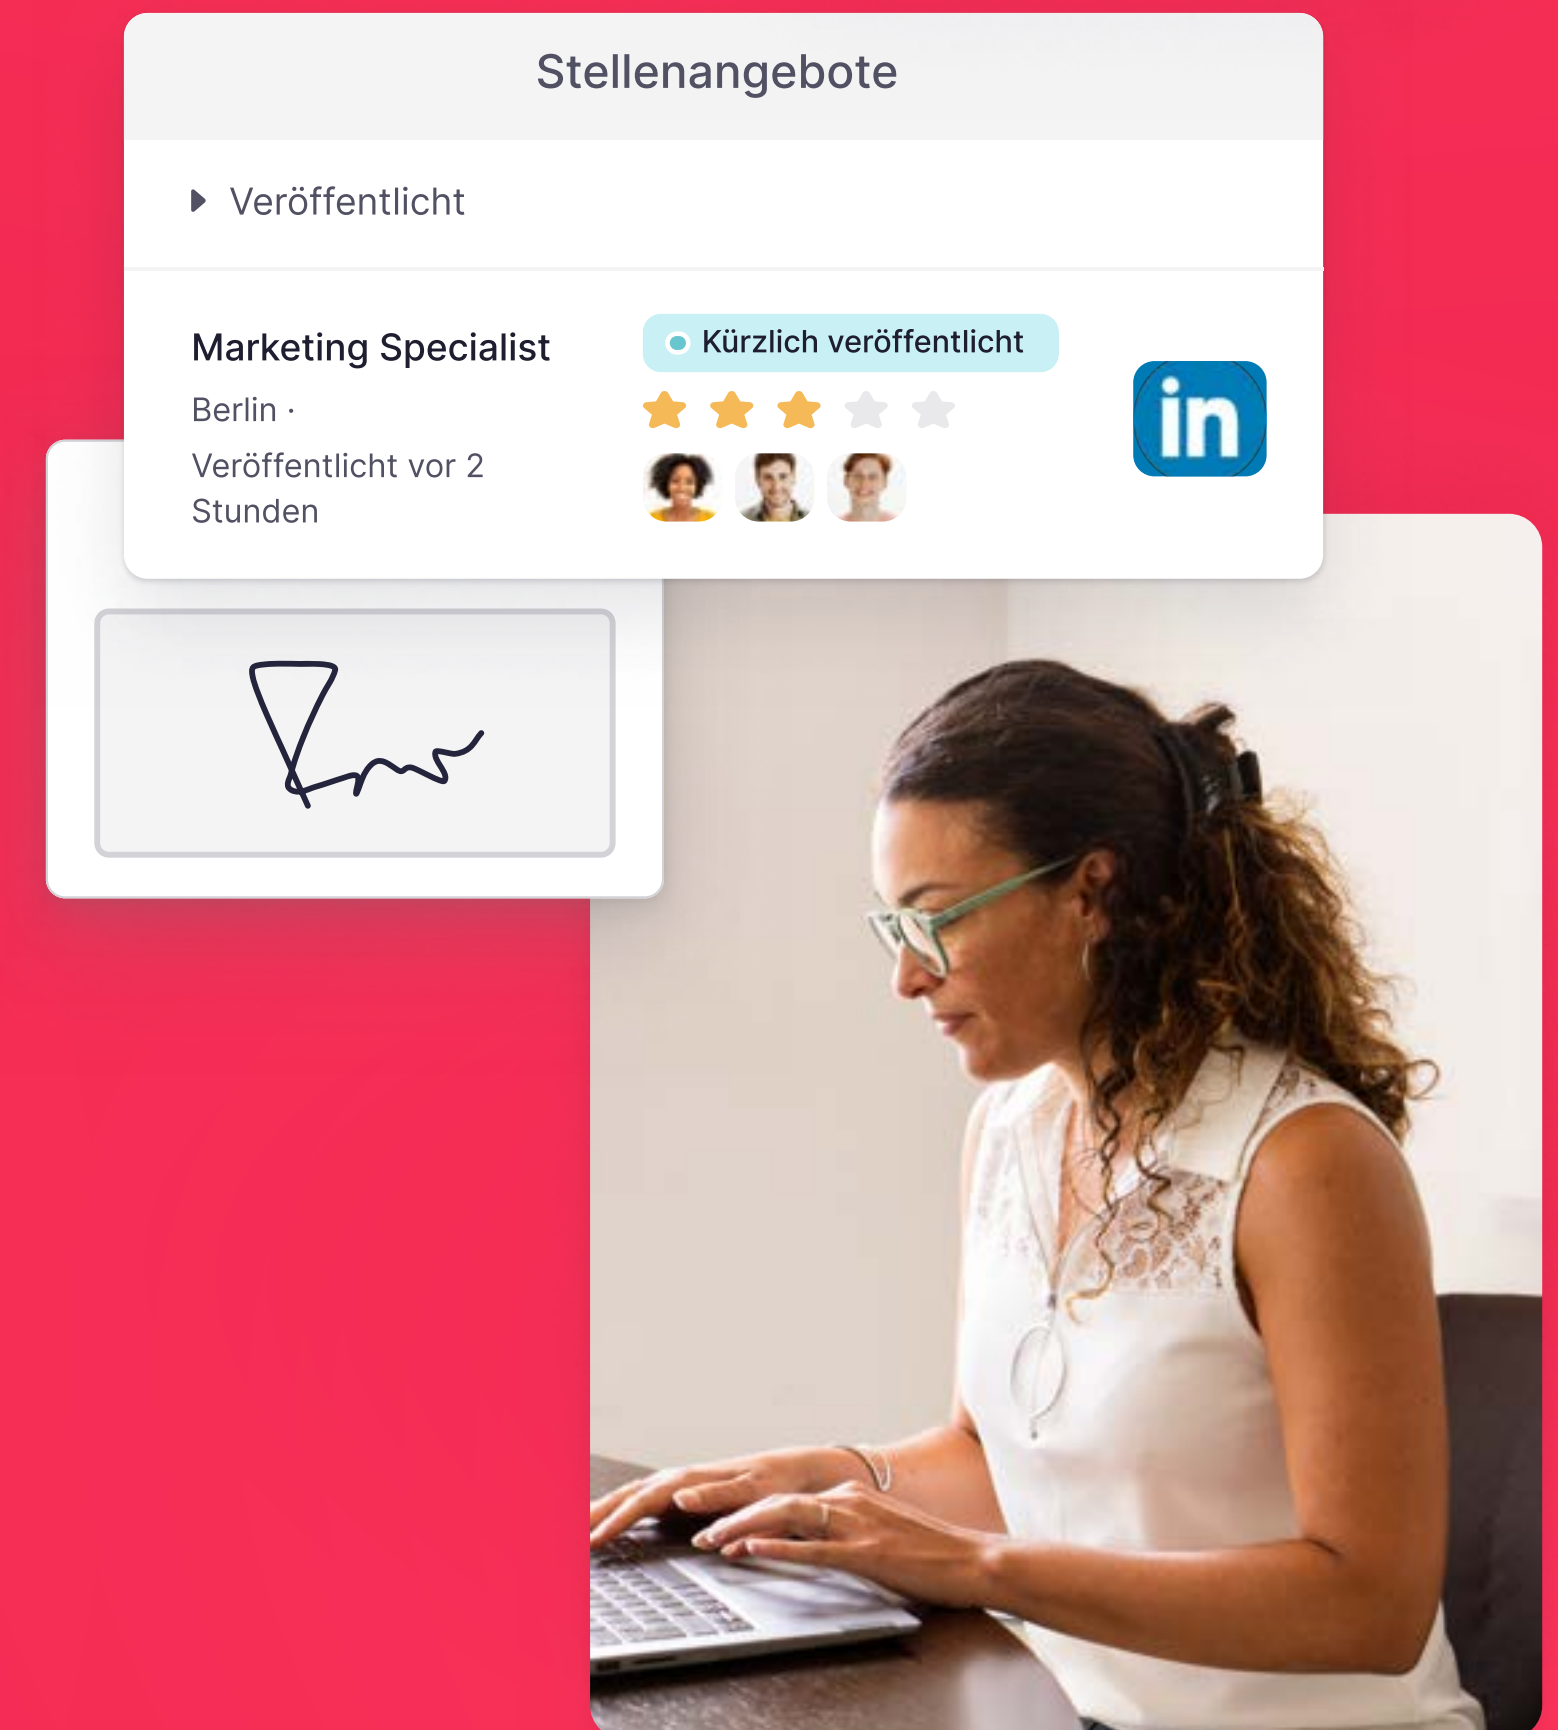 Stellenangebote
Veröffentlicht
Marketing Specialist
Kürzlich veröffentlicht
Berlin ·
Veröffentlicht vor 2
Stunden
in